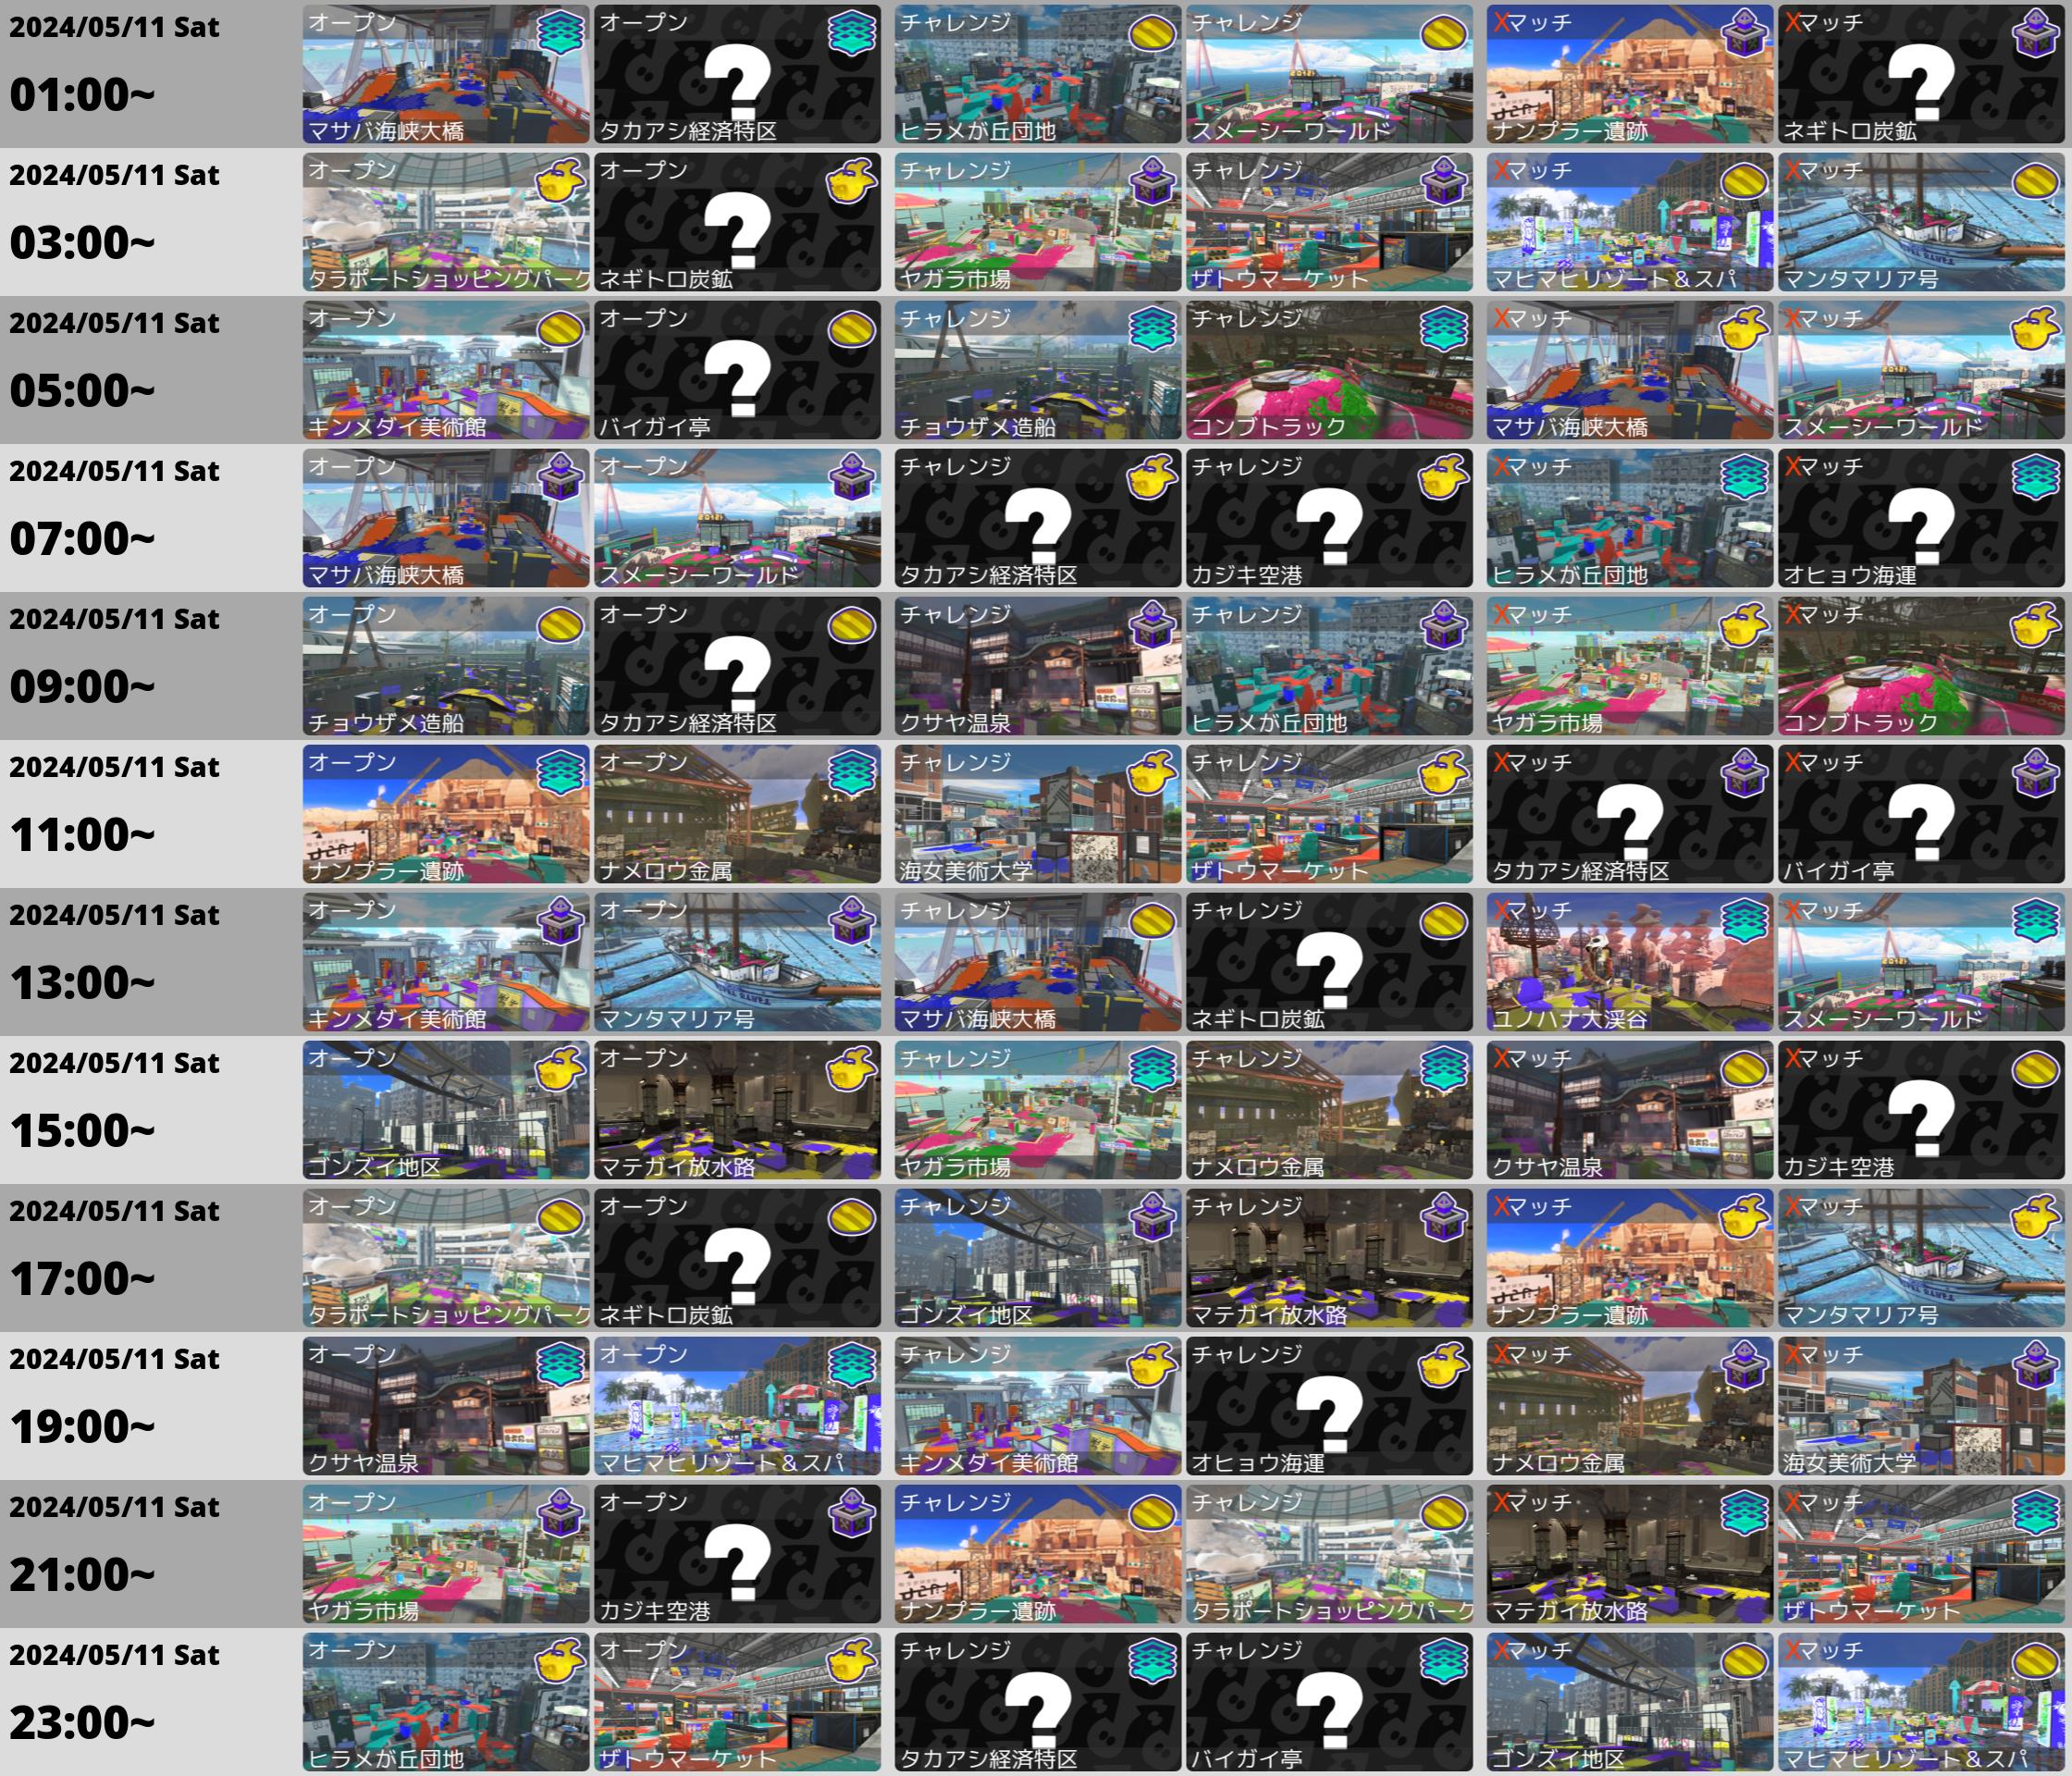 2024/05/11 Sat
01:00~
オープン オープン チャレンジ チャレンジ Xマッチ Xマッチ
マサバ海峡大橋 タカアシ経済特区 ヒラメが丘団地 スメーシーワールド ナンプラー遺跡 ネギトロ炭鉱
2024/05/11 Sat
03:00~
オープン オープン チャレンジ チャレンジ Xマッチ Xマッチ
タラポートショッピングパーク ネギトロ炭鉱 ヤガラ市場 ザトウマーケット マヒマヒリゾート&スパ マンタマリア号
2024/05/11 Sat
05:00~
オープン オープン チャレンジ チャレンジ Xマッチ Xマッチ
キンメダイ美術館 バイガイ亭 チョウザメ造船 コンブトラック マサバ海峡大橋 スメーシーワールド
2024/05/11 Sat
07:00~
オープン オープン チャレンジ チャレンジ Xマッチ Xマッチ
マサバ海峡大橋 スメーシーワールド タカアシ経済特区 カジキ空港 ヒラメが丘団地 オヒョウ海運
2024/05/11 Sat
09:00~
オープン オープン チャレンジ チャレンジ Xマッチ Xマッチ
チョウザメ造船 タカアシ経済特区 クサヤ温泉 ヒラメが丘団地 ヤガラ市場 コンブトラック
2024/05/11 Sat
11:00~
オープン オープン チャレンジ チャレンジ Xマッチ Xマッチ
ナンプラー遺跡 ナメロウ金属 海女美術大学 ザトウマーケット タカアシ経済特区 バイガイ亭
2024/05/11 Sat
13:00~
オープン オープン チャレンジ チャレンジ Xマッチ Xマッチ
キンメダイ美術館 マンタマリア号 マサバ海峡大橋 ネギトロ炭鉱 ユノハナ大渓谷 スメーシーワールド
2024/05/11 Sat
15:00~
オープン オープン チャレンジ チャレンジ Xマッチ Xマッチ
ゴンズイ地区 マテガイ放水路 ヤガラ市場 ナメロウ金属 クサヤ温泉 カジキ空港
2024/05/11 Sat
17:00~
オープン オープン チャレンジ チャレンジ Xマッチ Xマッチ
タラポートショッピングパーク ネギトロ炭鉱 ゴンズイ地区 マテガイ放水路 ナンプラー遺跡 マンタマリア号
2024/05/11 Sat
19:00~
オープン オープン チャレンジ チャレンジ Xマッチ Xマッチ
クサヤ温泉 マヒマヒリゾート&スパ キンメダイ美術館 オヒョウ海運 ナメロウ金属 海女美術大学
2024/05/11 Sat
21:00~
オープン オープン チャレンジ チャレンジ Xマッチ Xマッチ
ヤガラ市場 カジキ空港 ナンプラー遺跡 タラポートショッピングパーク マテガイ放水路 ザトウマーケット
2024/05/11 Sat
23:00~
オープン オープン チャレンジ チャレンジ Xマッチ Xマッチ
ヒラメが丘団地 ザトウマーケット タカアシ経済特区 バイガイ亭 ゴンズイ地区 マヒマヒリゾート&スパ